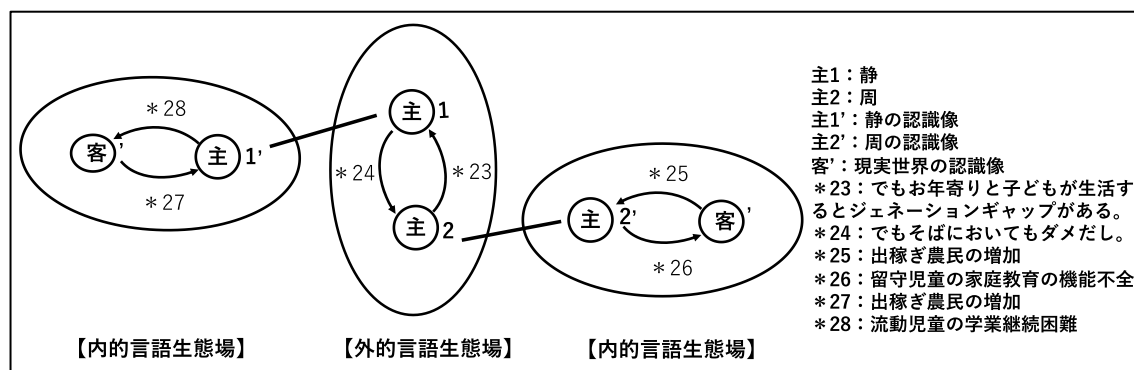 ＊28
客'
主1'
＊27
主1
＊24
＊23
主2
＊25
主2'
客'
＊26
【内的言語生態場】
【外的言語生態場】
【内的言語生態場】
主1：静
主2：周
主1'：静の認識像
主2'：周の認識像
客'：現実世界の認識像
＊23：でもお年寄りと子どもが生活す
るとジェネーションギャップがある。
＊24：でもそばにおいてもダメだし。
＊25：出稼ぎ農民の増加
＊26：留守児童の家庭教育の機能不全
＊27：出稼ぎ農民の増加
＊28：流動児童の学業継続困難